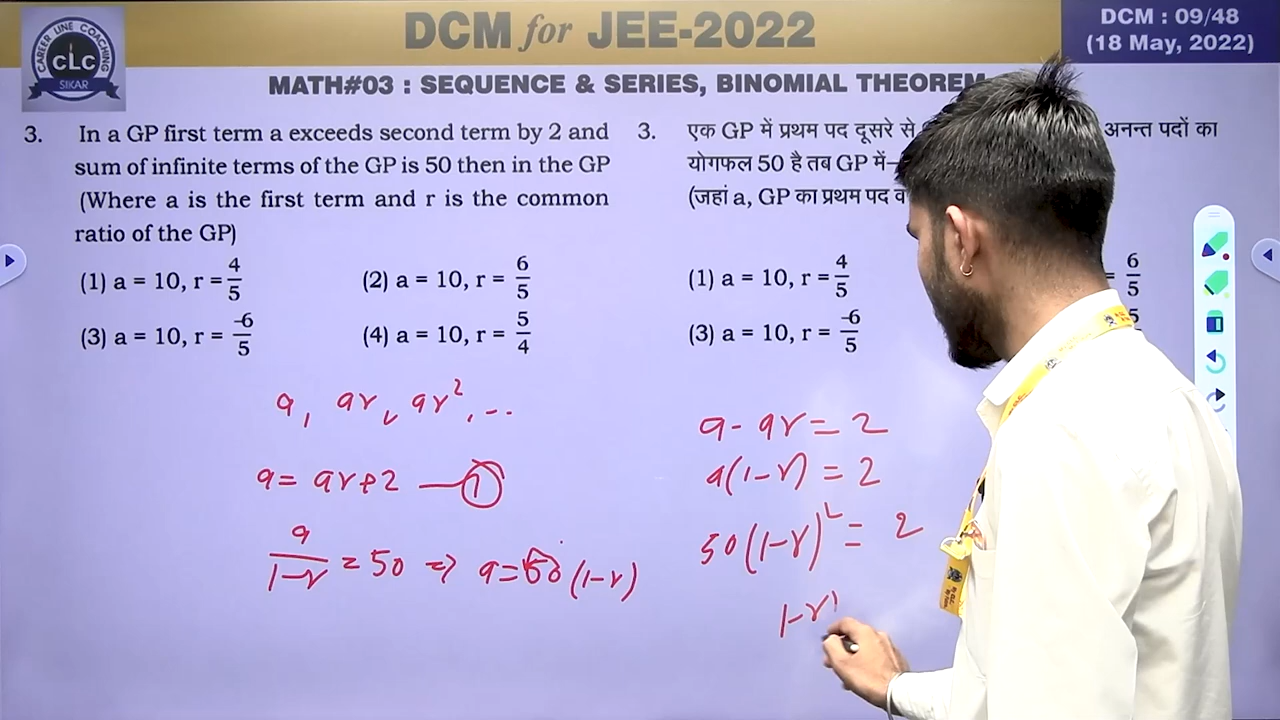 CAREER LINE COACHING
CLC
SIKAR
DCM for JEE-2022
DCM : 09/48
(18 May, 2022)
MATH#03 : SEQUENCE & SERIES, BINOMIAL THEOREM
3. In a GP first term a exceeds second term by 2 and
sum of infinite terms of the GP is 50 then in the GP
(Where a is the first term and r is the common
ratio of the GP)
(1) a = 10, r = 4/5 (2) a = 10, r = 6/5
(3) a = 10, r = -6/5 (4) a = 10, r = 5/4
3. एक GP में प्रथम पद दूसरे से अनन्त पदों का
योगफल 50 है तब GP में–
(जहां a, GP का प्रथम पद व
(1) a = 10, r = 4/5 = 6/5
(3) a = 10, r = -6/5 5
a, ar, ar², ...
a = ar+2 — ①
a/1-r = 50 ⇒ a = 50(1-r)
a - ar = 2
a(1-r) = 2
50(1-r)² = 2
1-r